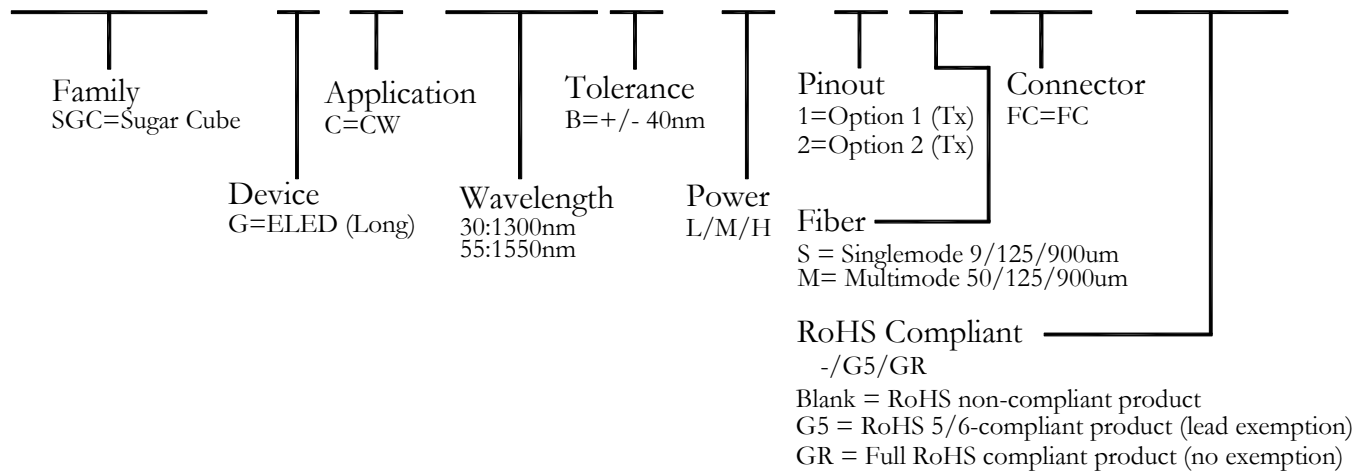 Family
SGC=Sugar Cube
Device
G=ELED (Long)
Application
C=CW
Wavelength
30:1300nm
55:1550nm
Tolerance
B=+/- 40nm
Power
L/M/H
Pinout
1=Option 1 (Tx)
2=Option 2 (Tx)
Connector
FC=FC
Fiber
S = Singlemode 9/125/900um
M= Multimode 50/125/900um
RoHS Compliant
-/G5/GR
Blank = RoHS non-compliant product
G5 = RoHS 5/6-compliant product (lead exemption)
GR = Full RoHS compliant product (no exemption)